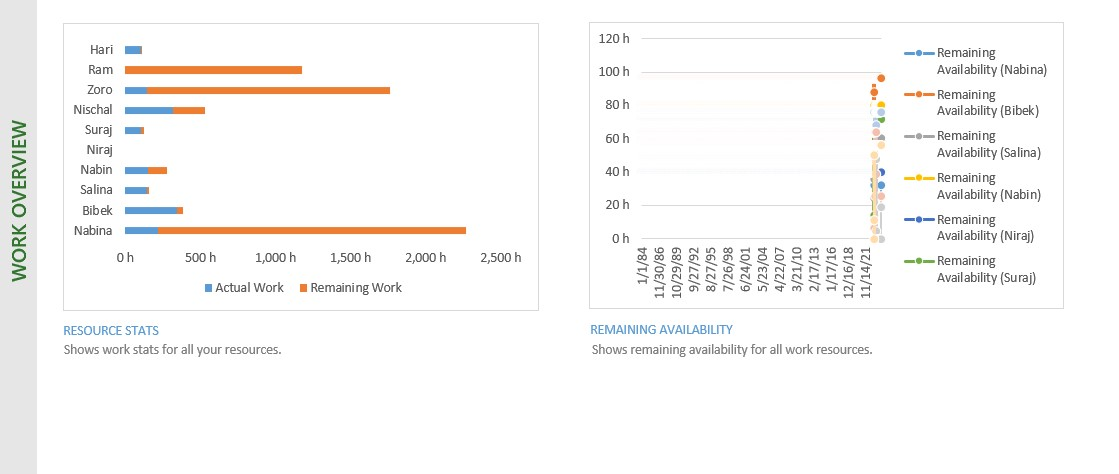 WORK OVERVIEW
Hari
Ram
Zoro
Nischal
Suraj
Niraj
Nabin
Salina
Bibek
Nabina
0 h 500 h 1,000 h 1,500 h 2,000 h 2,500 h
Actual Work Remaining Work
RESOURCE STATS
Shows work stats for all your resources.
120 h
100 h
80 h
60 h
40 h
20 h
0 h
1/1/84
11/30/86
10/29/89
9/27/92
8/27/95
7/26/98
6/24/01
5/23/04
4/22/07
3/21/10
2/17/13
1/17/16
12/16/18
11/14/21
Remaining
Availability (Nabina)
Remaining
Availability (Bibek)
Remaining
Availability (Salina)
Remaining
Availability (Nabin)
Remaining
Availability (Niraj)
Remaining
Availability (Suraj)
REMAINING AVAILABILITY
Shows remaining availability for all work resources.